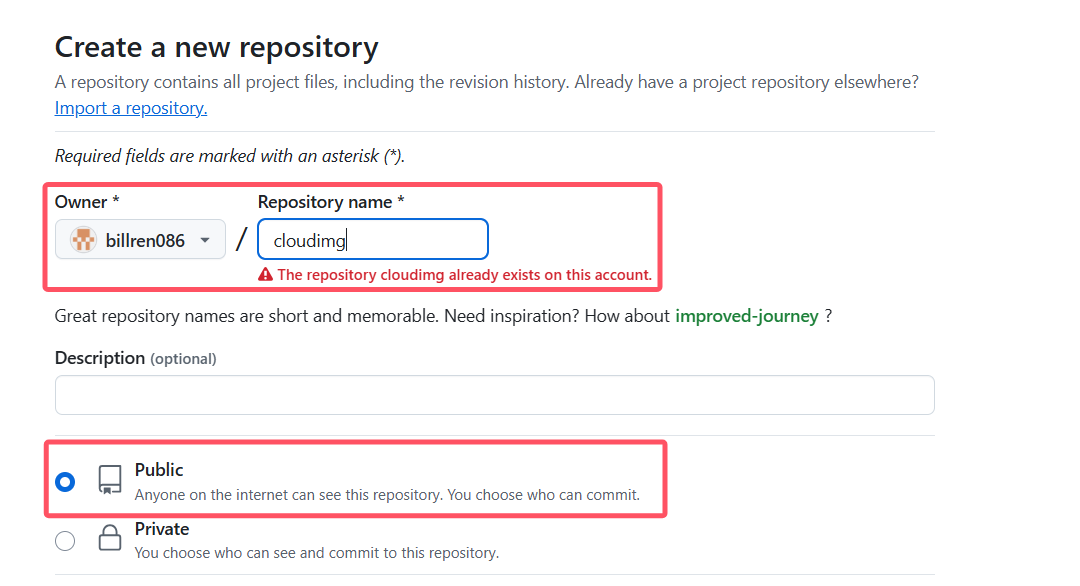 Create a new repository
A repository contains all project files, including the revision history. Already have a project repository elsewhere?
Import a repository.
Required fields are marked with an asterisk (*).
Owner * Repository name *
billren086 / cloudimg
The repository cloudimg already exists on this account.
Great repository names are short and memorable. Need inspiration? How about improved-journey ?
Description (optional)
Public
Anyone on the internet can see this repository. You choose who can commit.
Private
You choose who can see and commit to this repository.